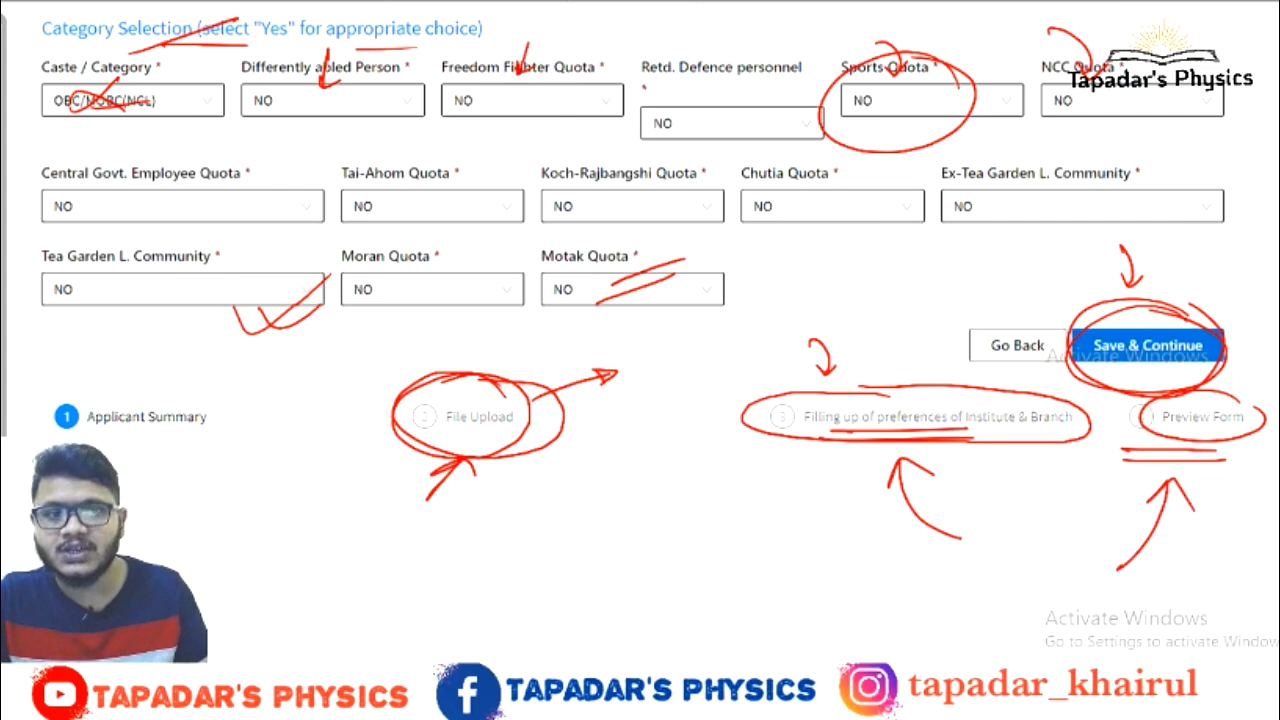 Category Selection (select "Yes" for appropriate choice)
Caste / Category * Differently abled Person * Freedom Fighter Quota * Retd. Defence personnel * Sports Quota * NCC Quota *
Tapadar's Physics
OBC/MOBC(NCL) NO NO NO NO NO
Central Govt. Employee Quota * Tai-Ahom Quota * Koch-Rajbangshi Quota * Chutia Quota * Ex-Tea Garden L. Community *
NO NO NO NO NO
Tea Garden L. Community * Moran Quota * Motak Quota *
NO NO NO
Go Back Save & Continue
Activate Windows
1 Applicant Summary 2 File Upload 3 Filling up of preferences of Institute & Branch Preview Form
Activate Windows
Go to Settings to activate Window
TAPADAR'S PHYSICS f TAPADAR'S PHYSICS tapadar_khairul